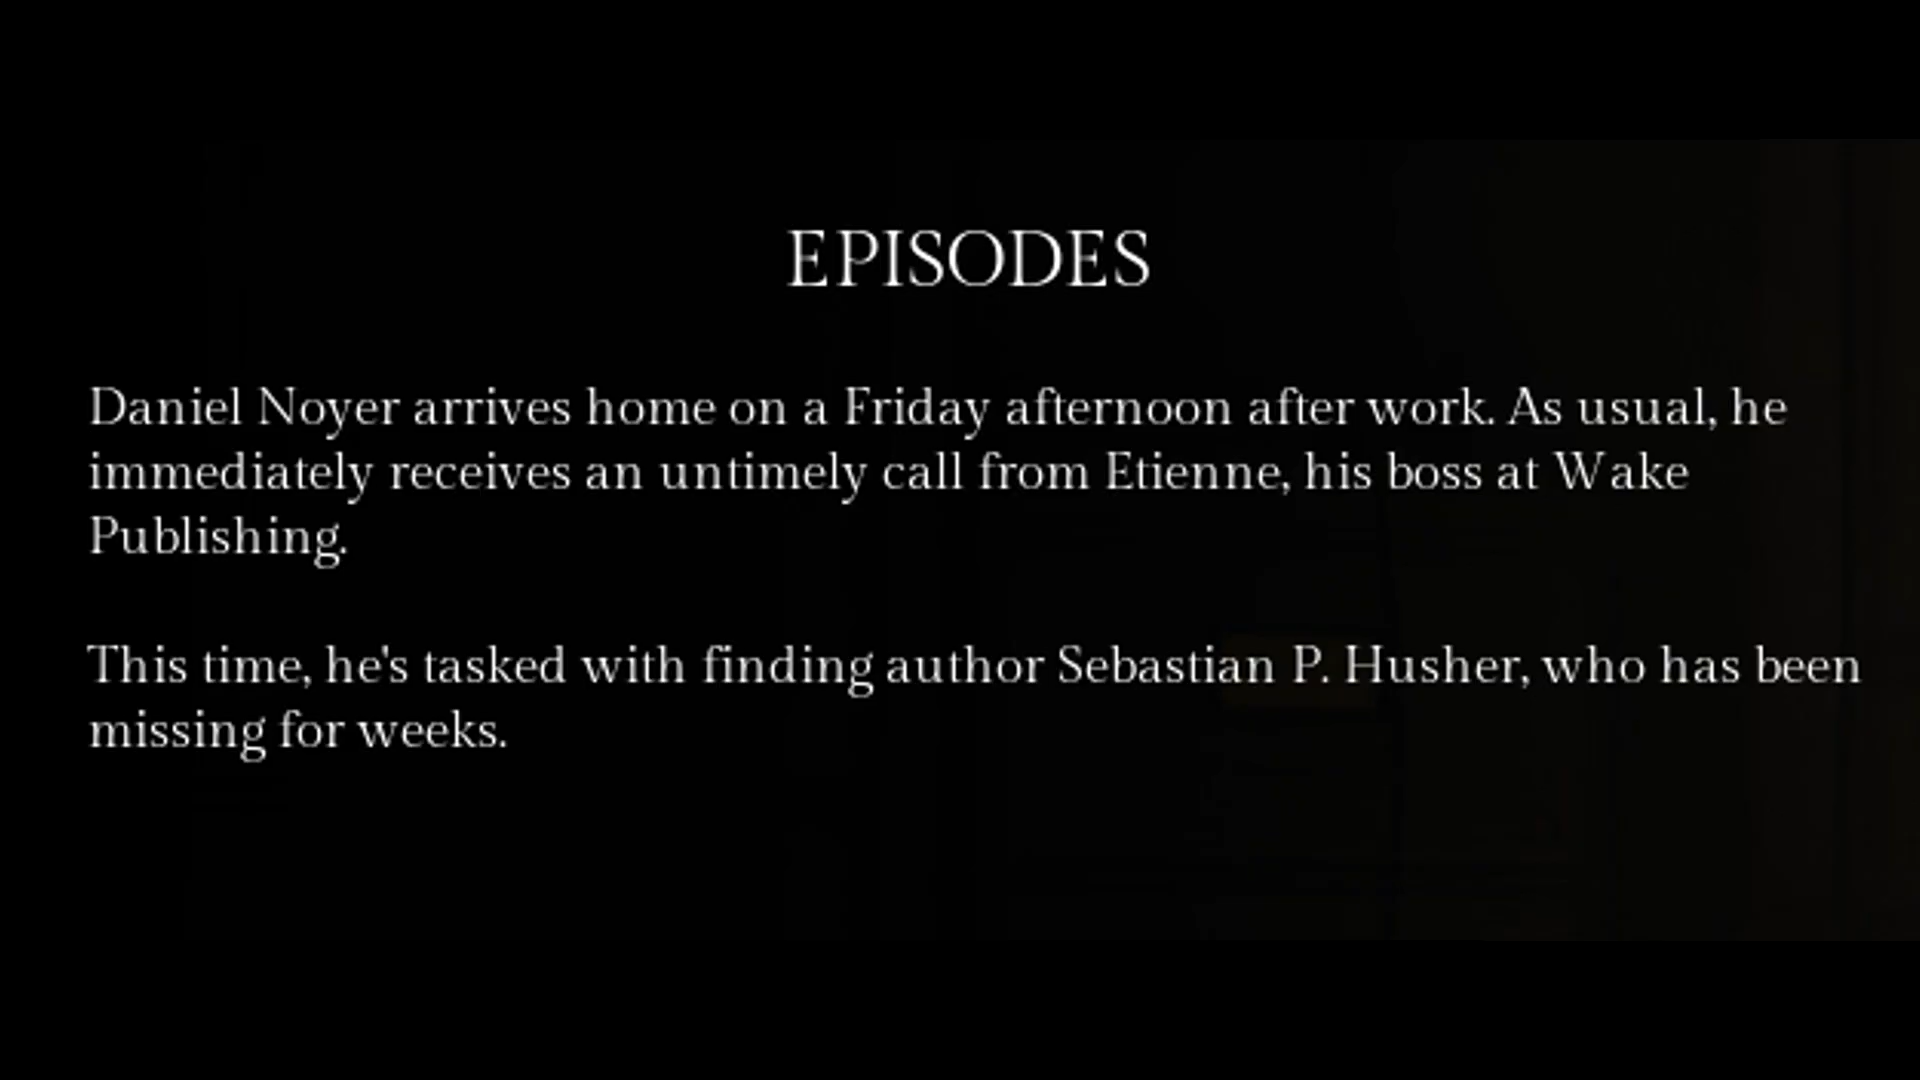 EPISODES
Daniel Noyer arrives home on a Friday afternoon after work. As usual, he
immediately receives an untimely call from Etienne, his boss at Wake
Publishing.
This time, he's tasked with finding author Sebastian P. Husher, who has been
missing for weeks.